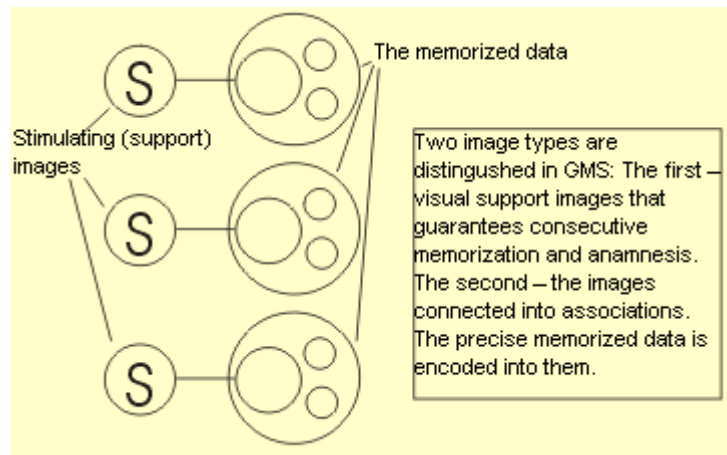 S
The memorized data
Stimulating (support)
images
Two image types are
distingushed in GMS: The first –
visual support images that
guarantees consecutive
memorization and anamnesis.
The second – the images
connected into associations.
The precise memorized data is
encoded into them.
S
S